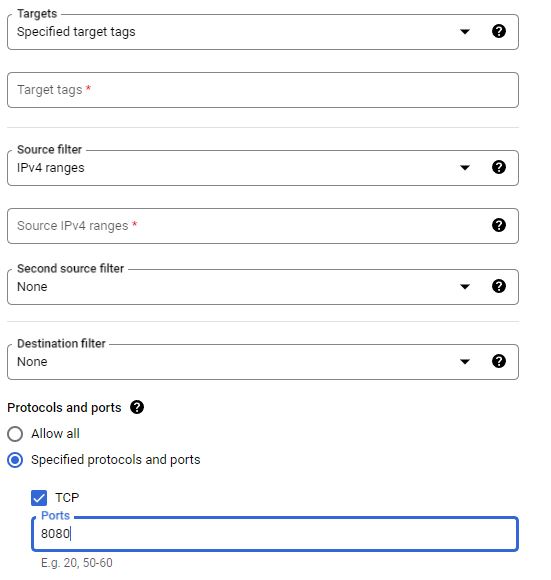 Targets
Specified target tags
Target tags *
Source filter
IPv4 ranges
Source IPv4 ranges *
Second source filter
None
Destination filter
None
Protocols and ports
Allow all
Specified protocols and ports
TCP
Ports
8080
E.g. 20, 50-60